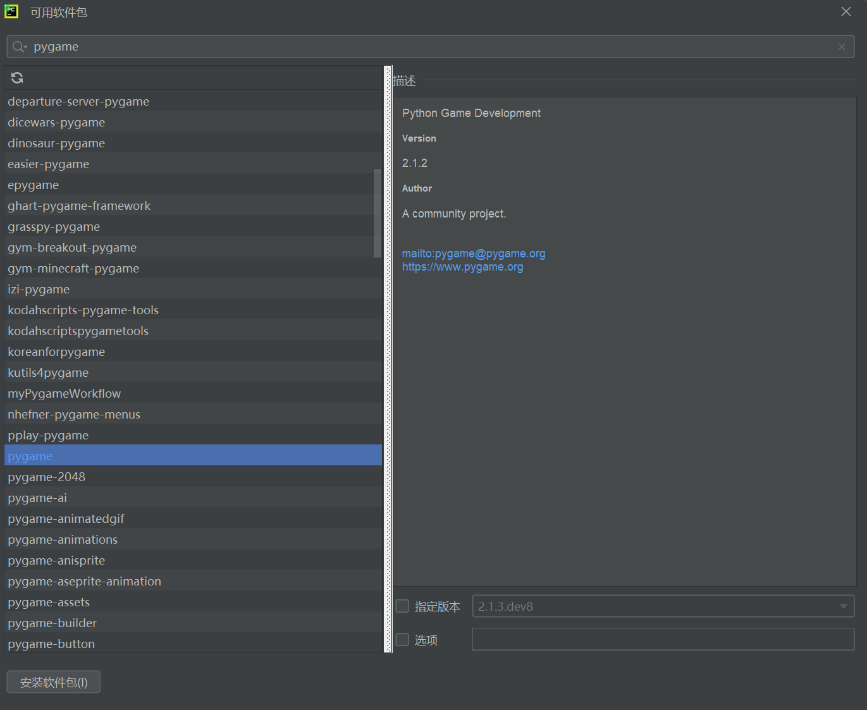 可用软件包
pygame
departure-server-pygame
dicewars-pygame
dinosaur-pygame
easier-pygame
epygame
ghart-pygame-framework
grasspy-pygame
gym-breakout-pygame
gym-minecraft-pygame
izi-pygame
kodahscripts-pygame-tools
kodahscriptspygametools
koreanforpygame
kutils4pygame
myPygameWorkflow
nhefner-pygame-menus
pplay-pygame
pygame
pygame-2048
pygame-ai
pygame-animatedgif
pygame-animations
pygame-anisprite
pygame-aseprite-animation
pygame-assets
pygame-builder
pygame-button
描述
Python Game Development
Version
2.1.2
Author
A community project.
mailto:pygame@pygame.org
https://www.pygame.org
指定版本 2.1.3.dev8
选项
安装软件包(I)